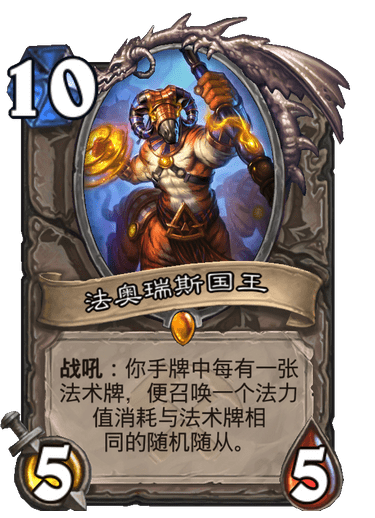 10
法奥瑞斯国王
战吼：你手牌中每有一张
法术牌，便召唤一个法力
值消耗与法术牌相
同的随机随从。
5
5